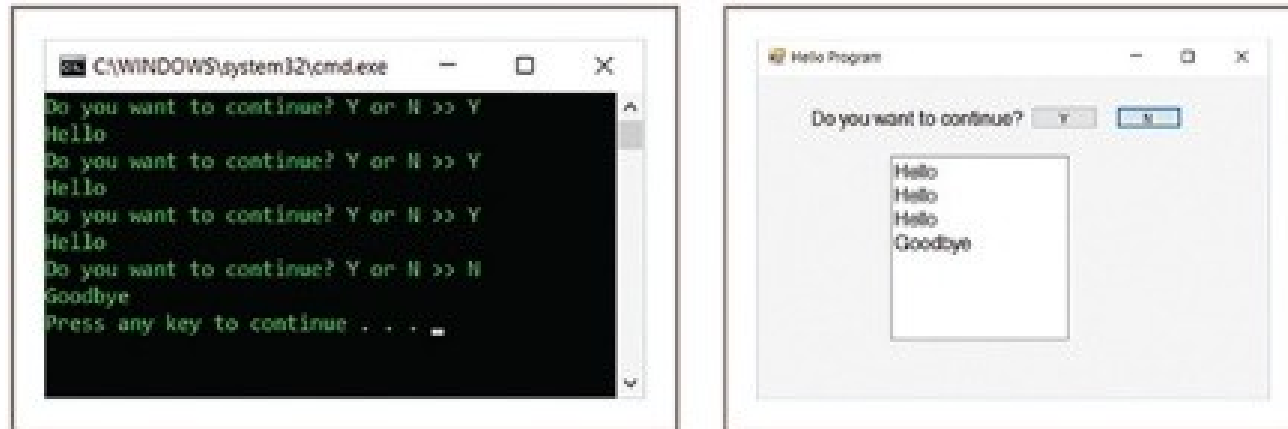 C:\WINDOWS\system32\cmd.exe
Do you want to continue? Y or N >> Y
Hello
Do you want to continue? Y or N >> Y
Hello
Do you want to continue? Y or N >> Y
Hello
Do you want to continue? Y or N >> N
Goodbye
Press any key to continue . . .
Hello Program
Do you want to continue? Y N
Hello
Hello
Hello
Goodbye